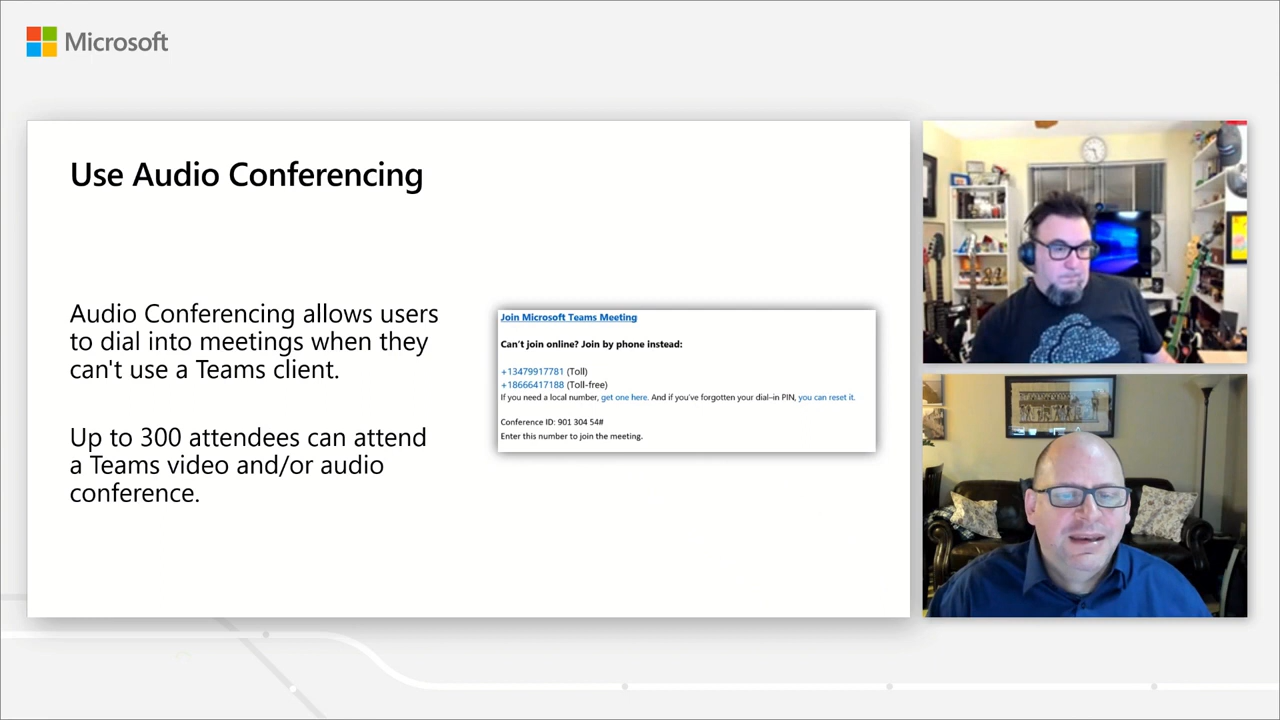 Microsoft
Use Audio Conferencing
Audio Conferencing allows users
to dial into meetings when they
can't use a Teams client.
Up to 300 attendees can attend
a Teams video and/or audio
conference.
Join Microsoft Teams Meeting
Can't join online? Join by phone instead:
+13479917781 (Toll)
+18666417188 (Toll-free)
If you need a local number, get one here. And if you've forgotten your dial-in PIN, you can reset it.
Conference ID: 901 304 54#
Enter this number to join the meeting.